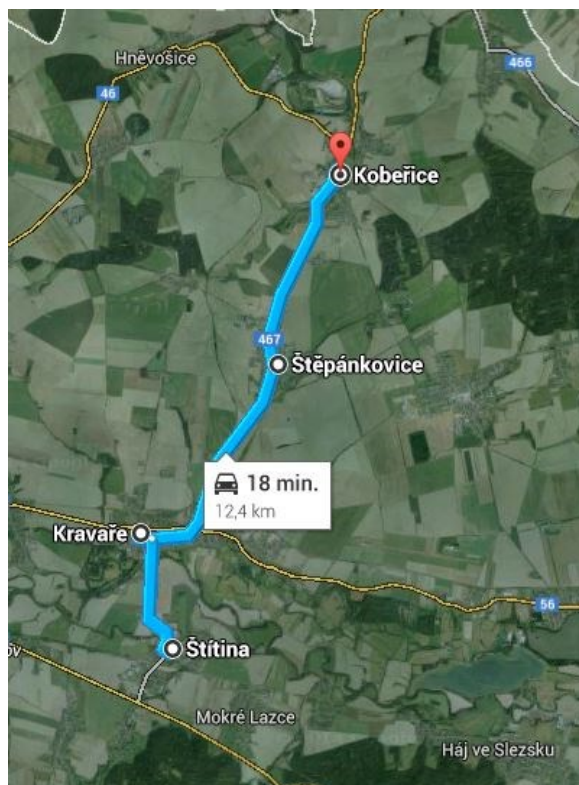 Hněvošice
466
46
Kobeřice
467
Štěpánkovice
18 min.
12,4 km
Kravaře
56
Štítina
ov
Mokré Lazce
Háj ve Slezsku